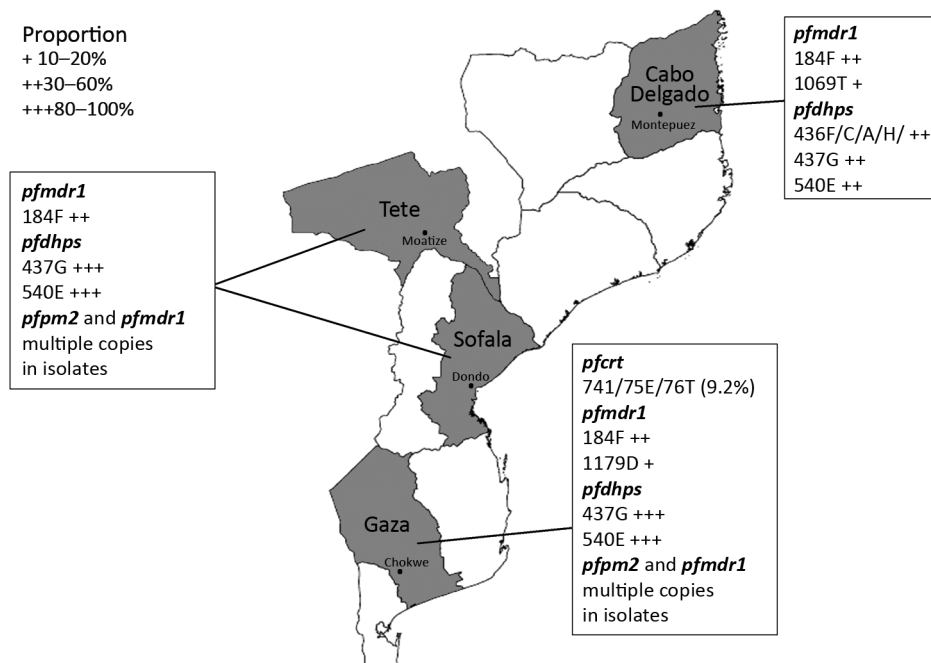 Proportion
+ 10–20%
++30–60%
+++80–100%
pfmdr1
184F ++
1069T +
pfdhps
436F/C/A/H/ ++
437G ++
540E ++
Cabo
Delgado
Montepuez
pfmdr1
184F ++
pfdhps
437G +++
540E +++
pfpm2 and pfmdr1
multiple copies
in isolates
Tete
Moatize
Sofala
Dondo
pfcrt
741/75E/76T (9.2%)
pfmdr1
184F ++
1179D +
pfdhps
437G +++
540E +++
pfpm2 and pfmdr1
multiple copies
in isolates
Gaza
Chokwe